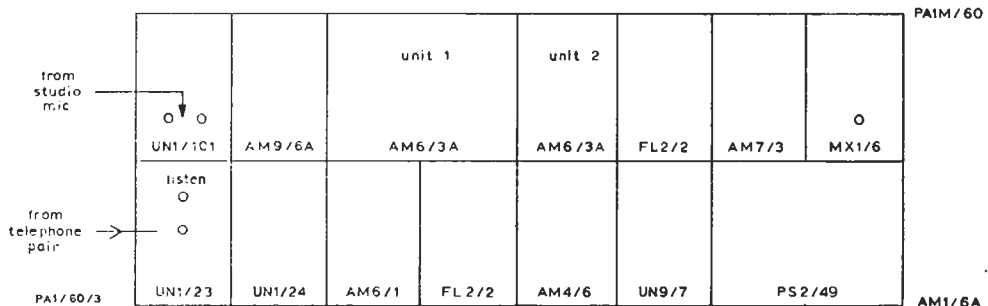 PA1M/60
unit 1
unit 2
from
studio
mic
UN1/1C1
AM9/6A
AM6/3A
AM6/3A
FL2/2
AM7/3
MX1/6
listen
from
telephone
pair
UN1/23
UN1/24
AM6/1
FL2/2
AM4/6
UN9/7
PS2/49
PA1/60/3
AM1/6A